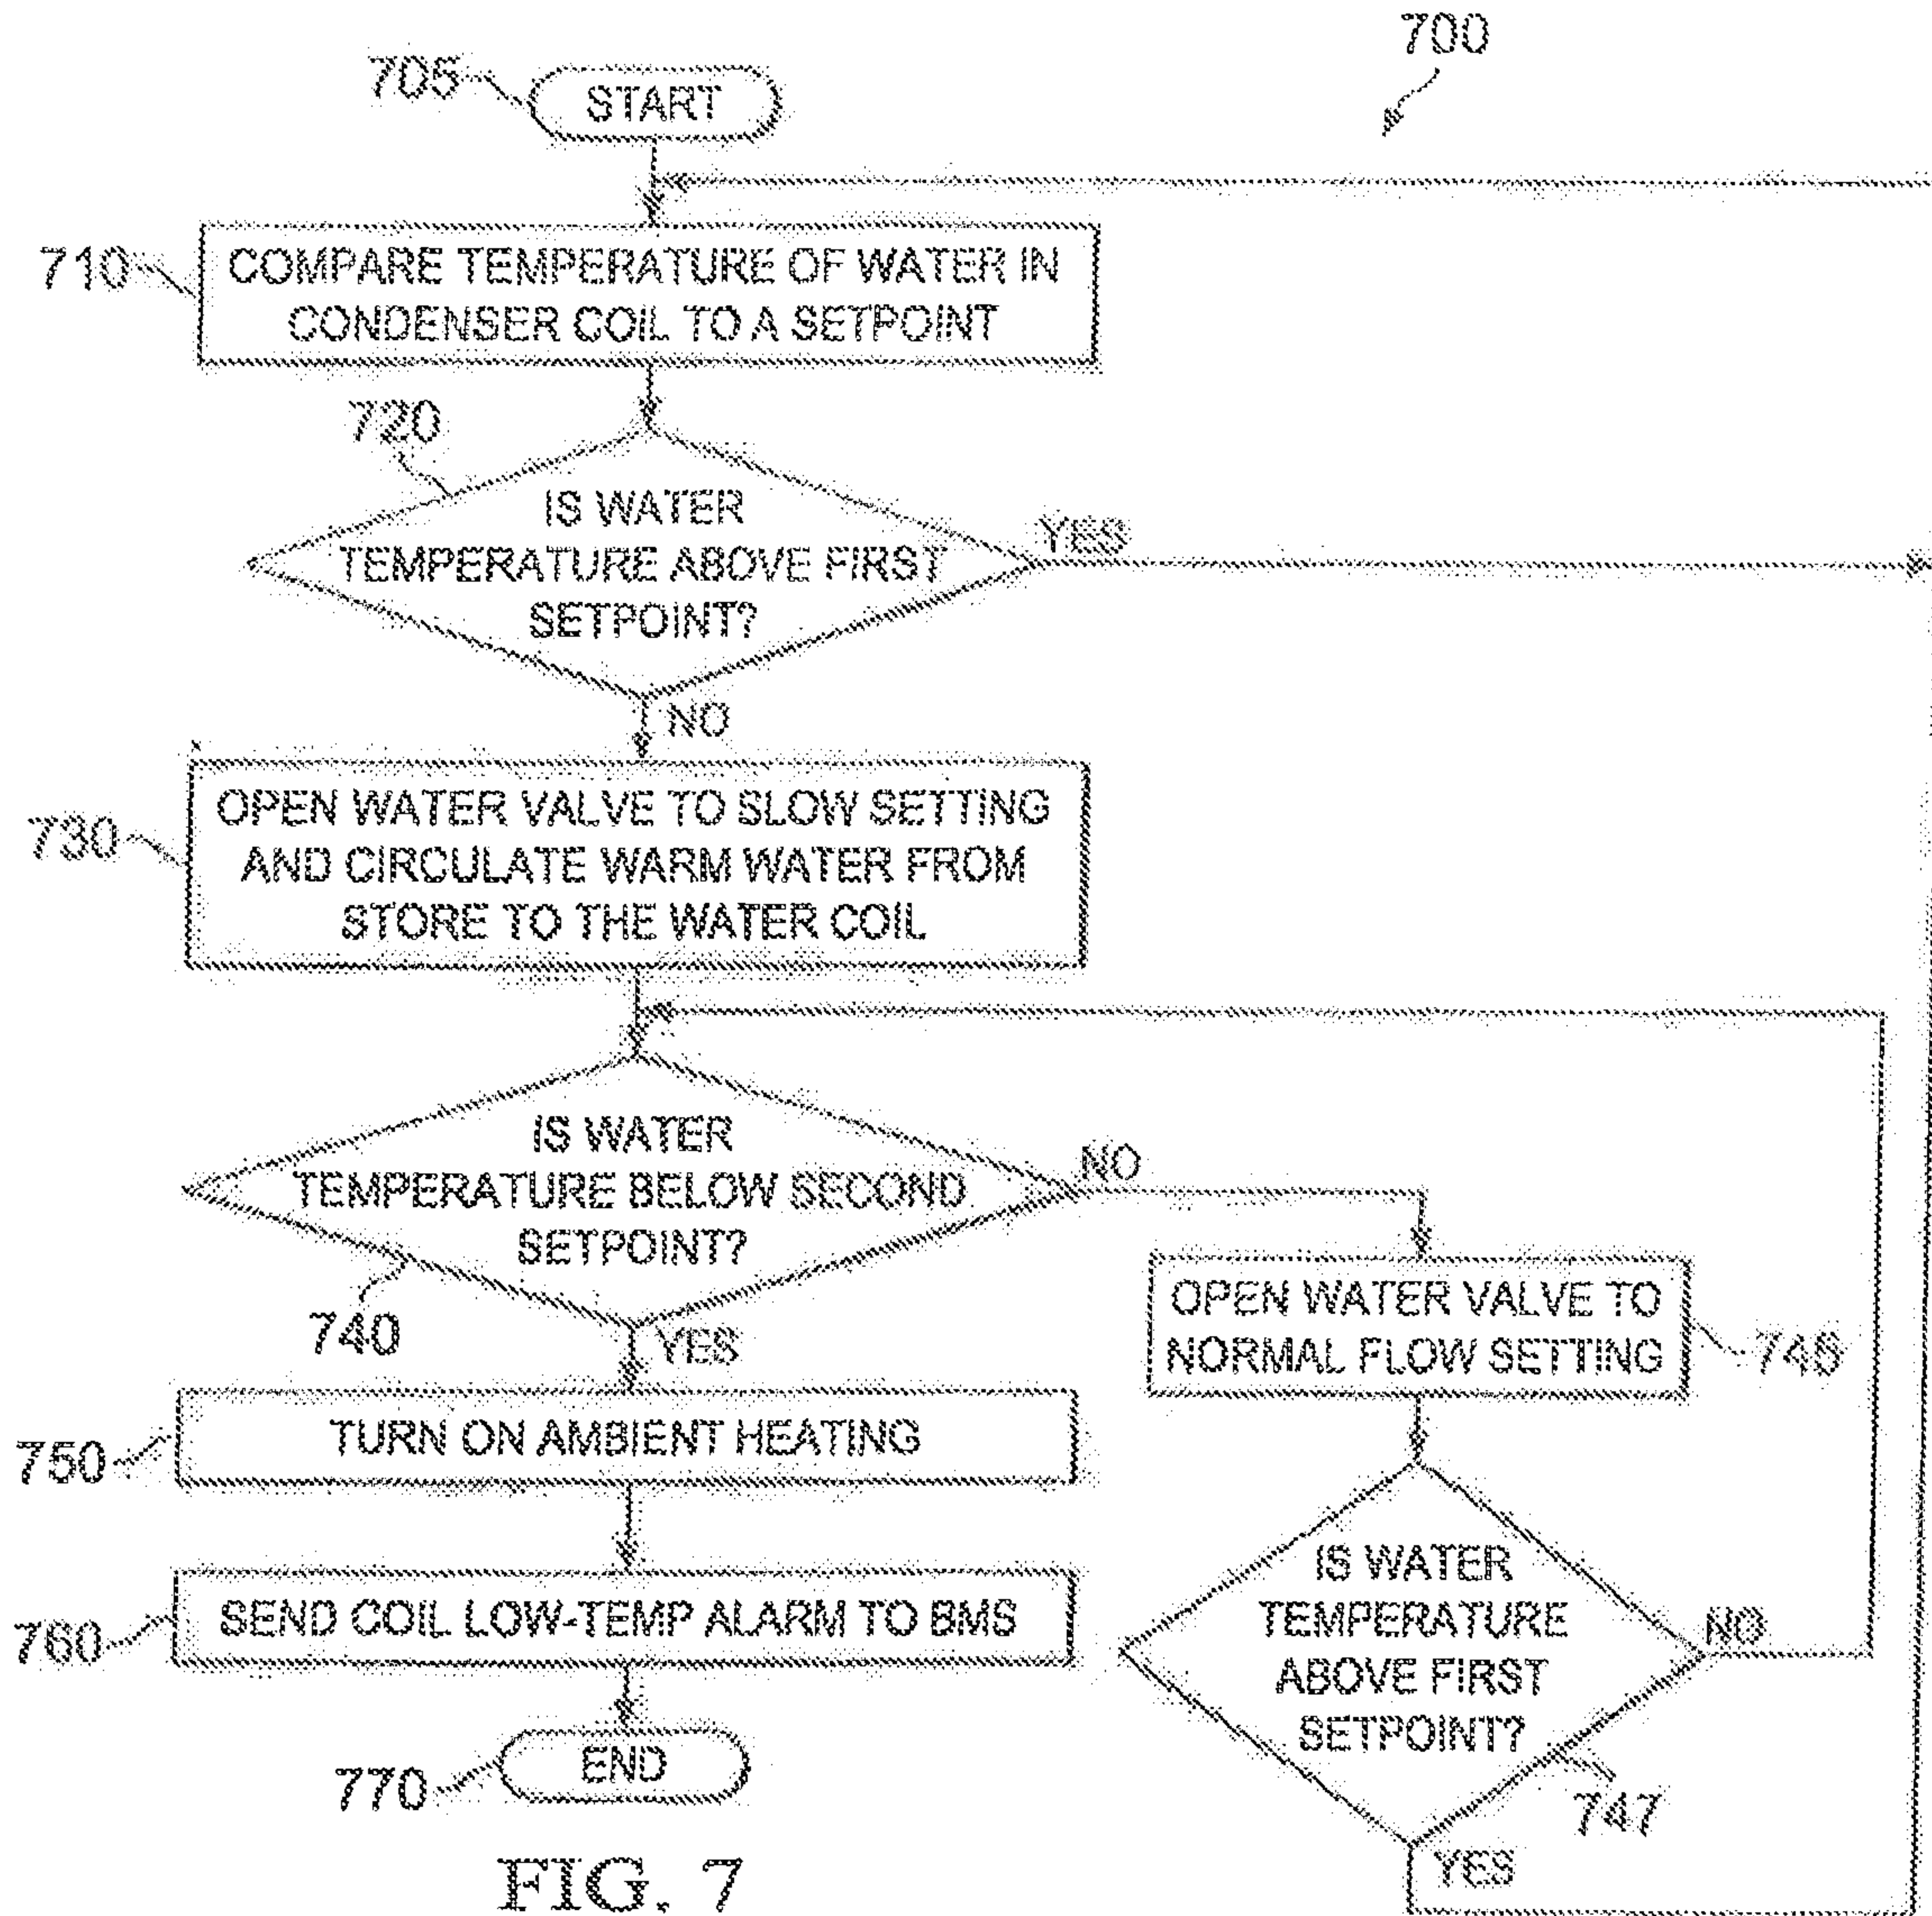 700
705
START
710
COMPARE TEMPERATURE OF WATER IN
CONDENSER COIL TO A SETPOINT
720
IS WATER
TEMPERATURE ABOVE FIRST
SETPOINT?
YES
NO
730
OPEN WATER VALVE TO SLOW SETTING
AND CIRCULATE WARM WATER FROM
STORE TO THE WATER COIL
IS WATER
TEMPERATURE BELOW SECOND
SETPOINT?
NO
740
YES
OPEN WATER VALVE TO
NORMAL FLOW SETTING
750
TURN ON AMBIENT HEATING
760
SEND COIL LOW-TEMP ALARM TO BMS
IS WATER
TEMPERATURE
ABOVE FIRST
SETPOINT?
NO
747
YES
770
END
FIG. 7